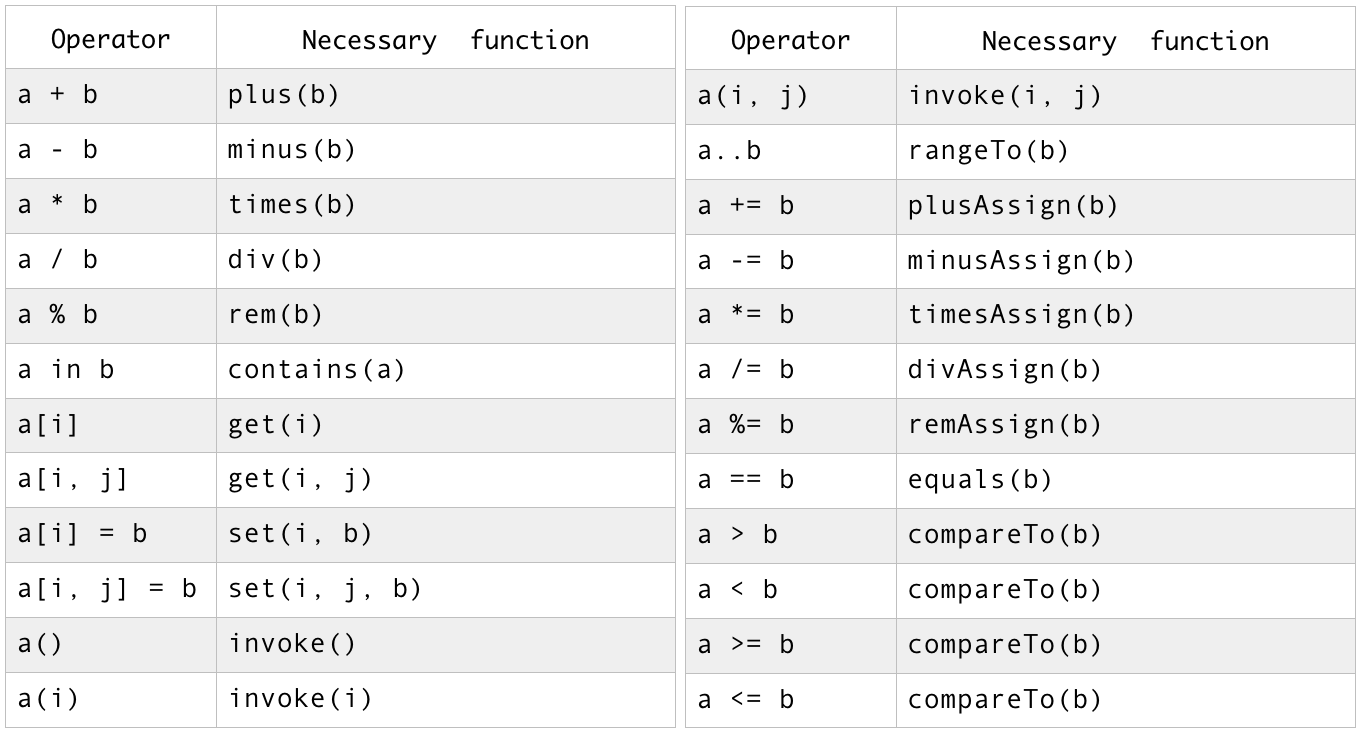 Operator Necessary function
a + b plus(b)
a - b minus(b)
a * b times(b)
a / b div(b)
a % b rem(b)
a in b contains(a)
a[i] get(i)
a[i, j] get(i, j)
a[i] = b set(i, b)
a[i, j] = b set(i, j, b)
a() invoke()
a(i) invoke(i)
Operator Necessary function
a(i, j) invoke(i, j)
a..b rangeTo(b)
a += b plusAssign(b)
a -= b minusAssign(b)
a *= b timesAssign(b)
a /= b divAssign(b)
a %= b remAssign(b)
a == b equals(b)
a > b compareTo(b)
a < b compareTo(b)
a >= b compareTo(b)
a <= b compareTo(b)